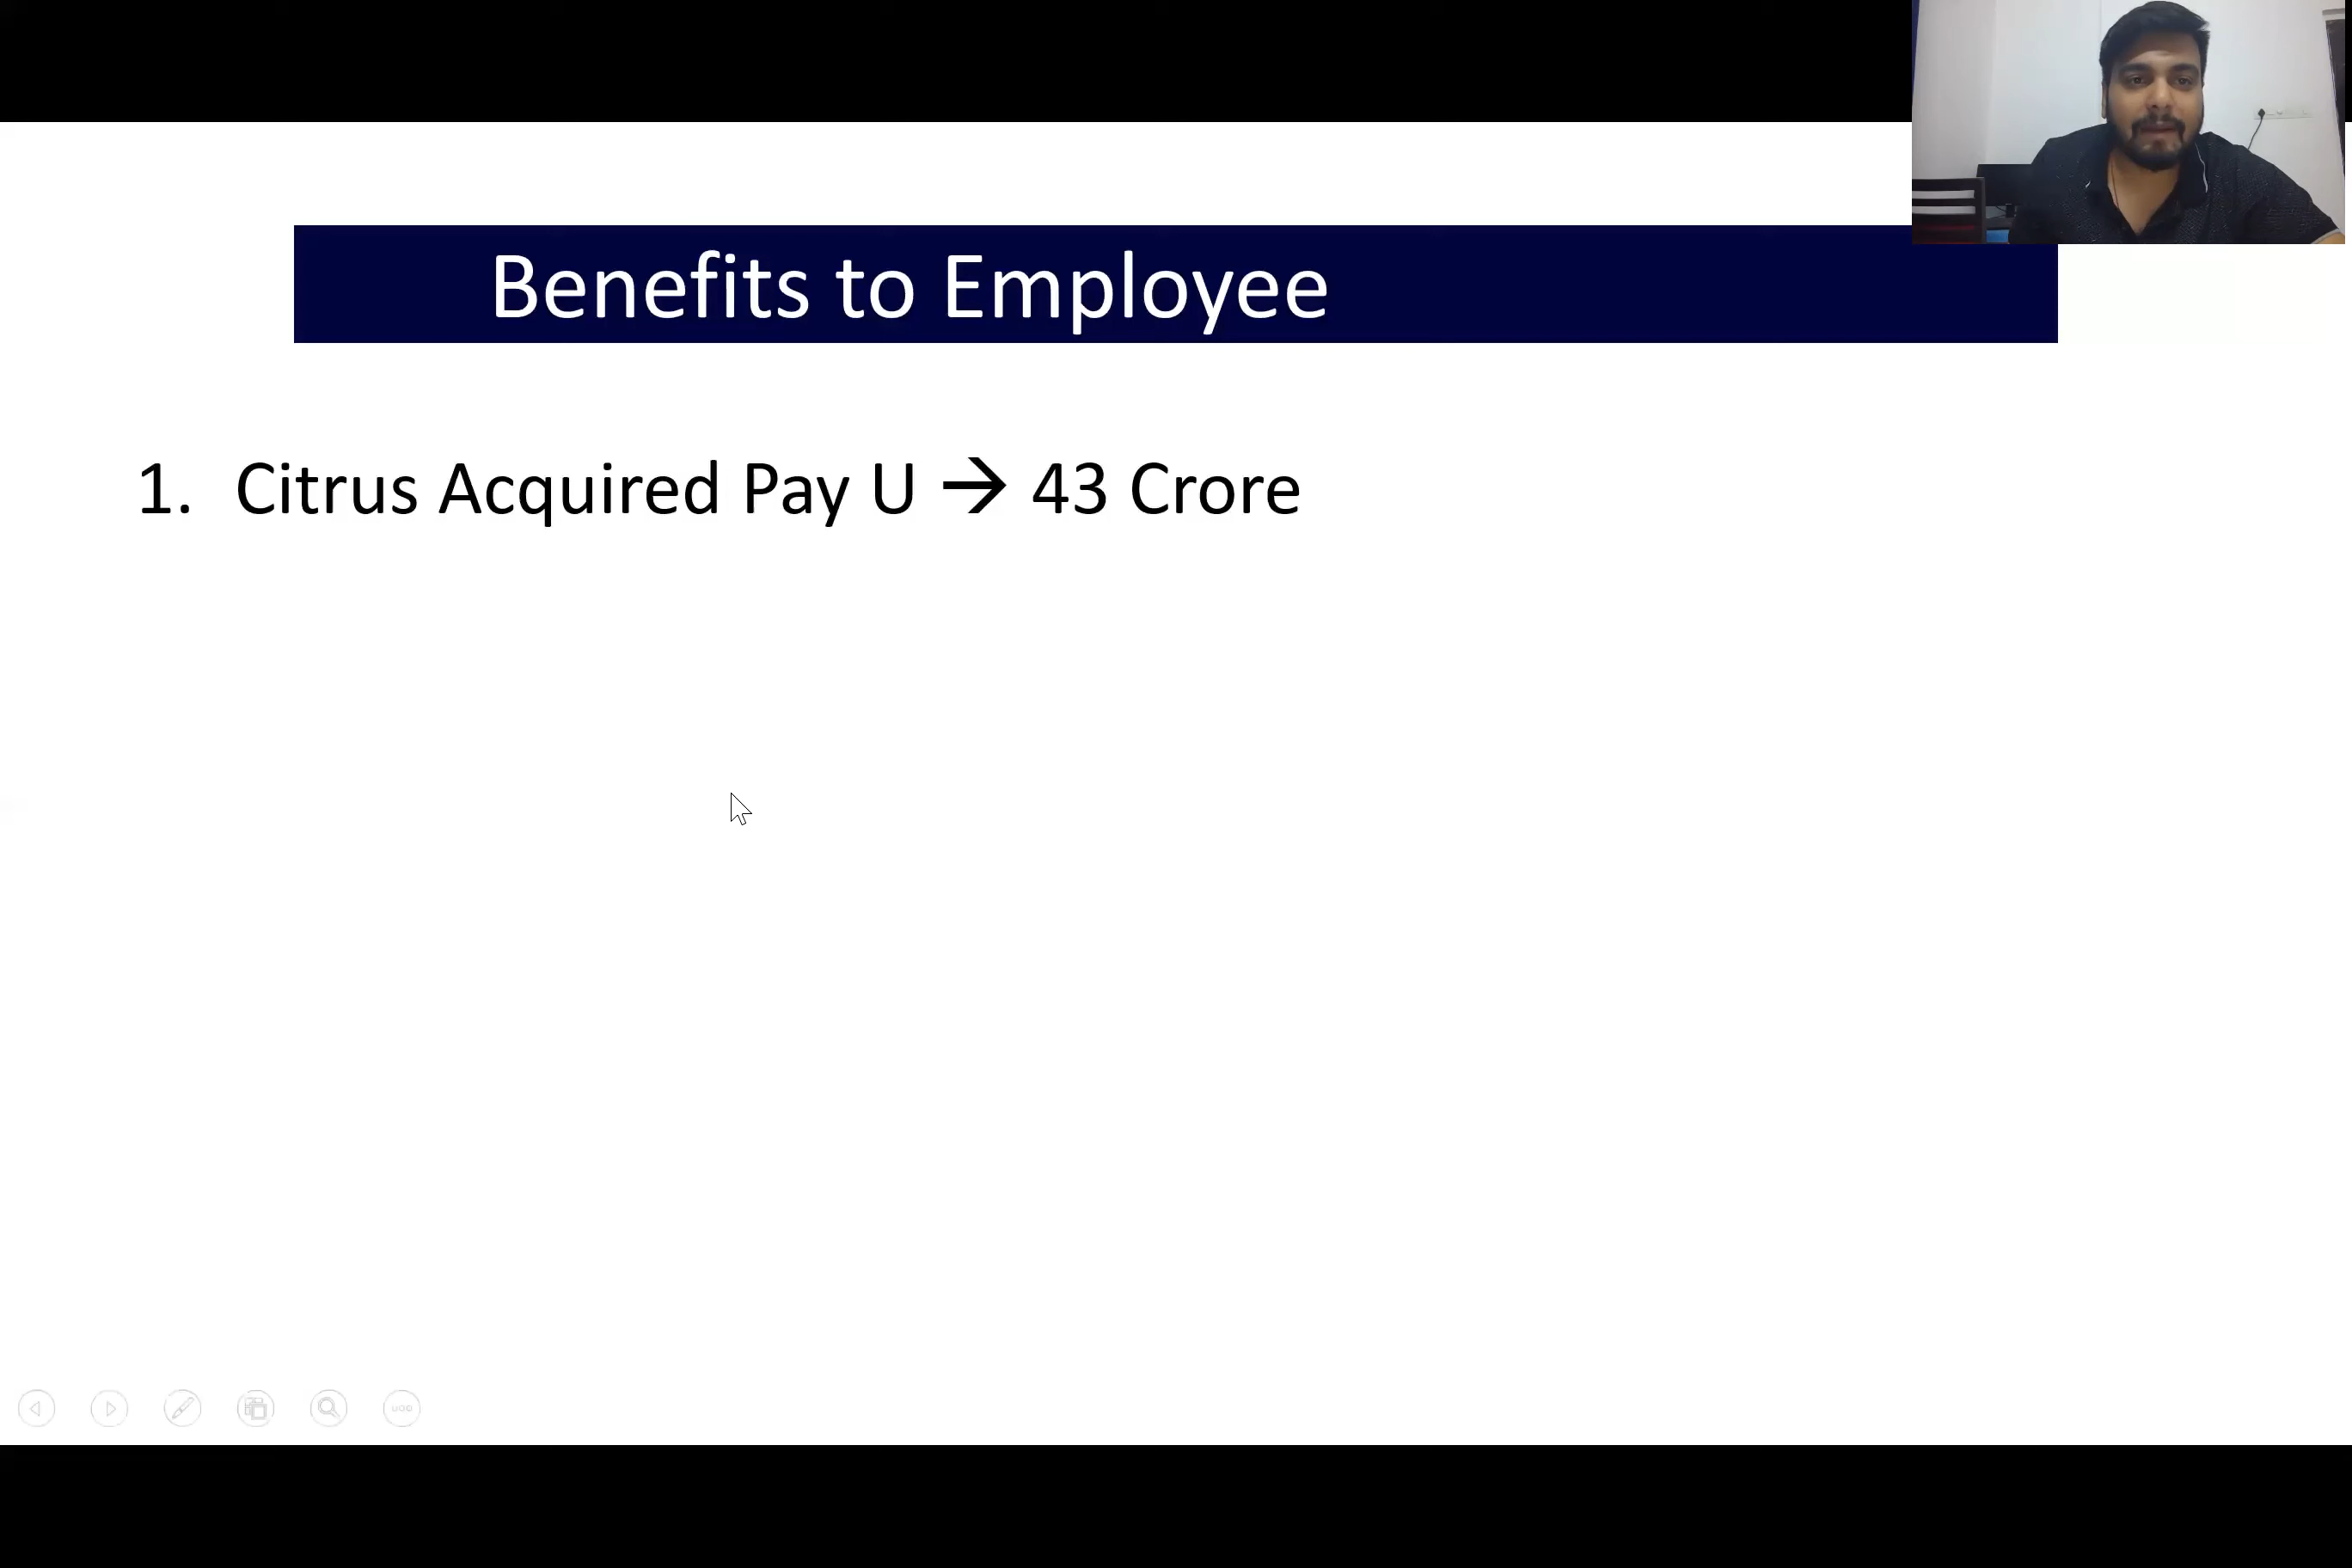 Benefits to Employee
1. Citrus Acquired Pay U → 43 Crore